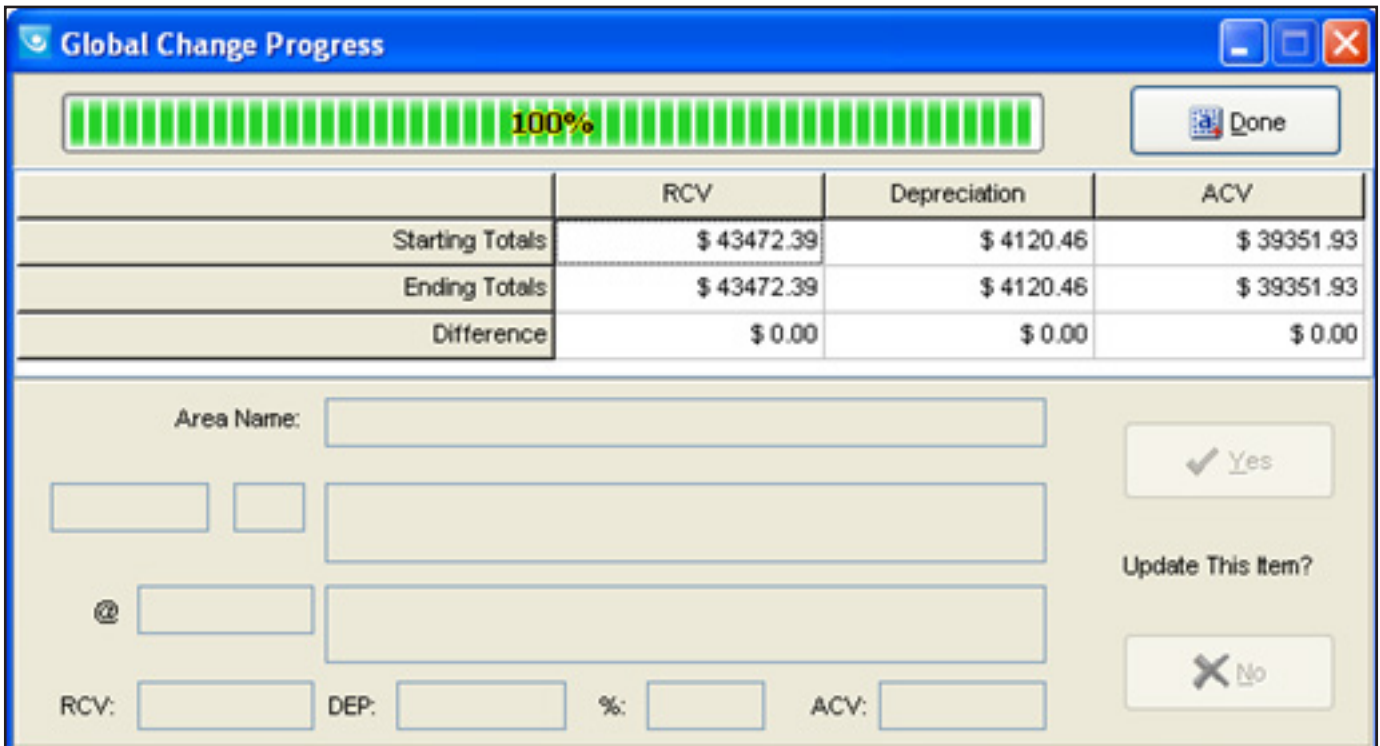 Global Change Progress
100%
Done
RCV Depreciation ACV
Starting Totals $ 43472.39 $ 4120.46 $ 39351.93
Ending Totals $ 43472.39 $ 4120.46 $ 39351.93
Difference $ 0.00 $ 0.00 $ 0.00
Area Name:
Yes
Update This Item?
@
No
RCV: DEP: %: ACV: